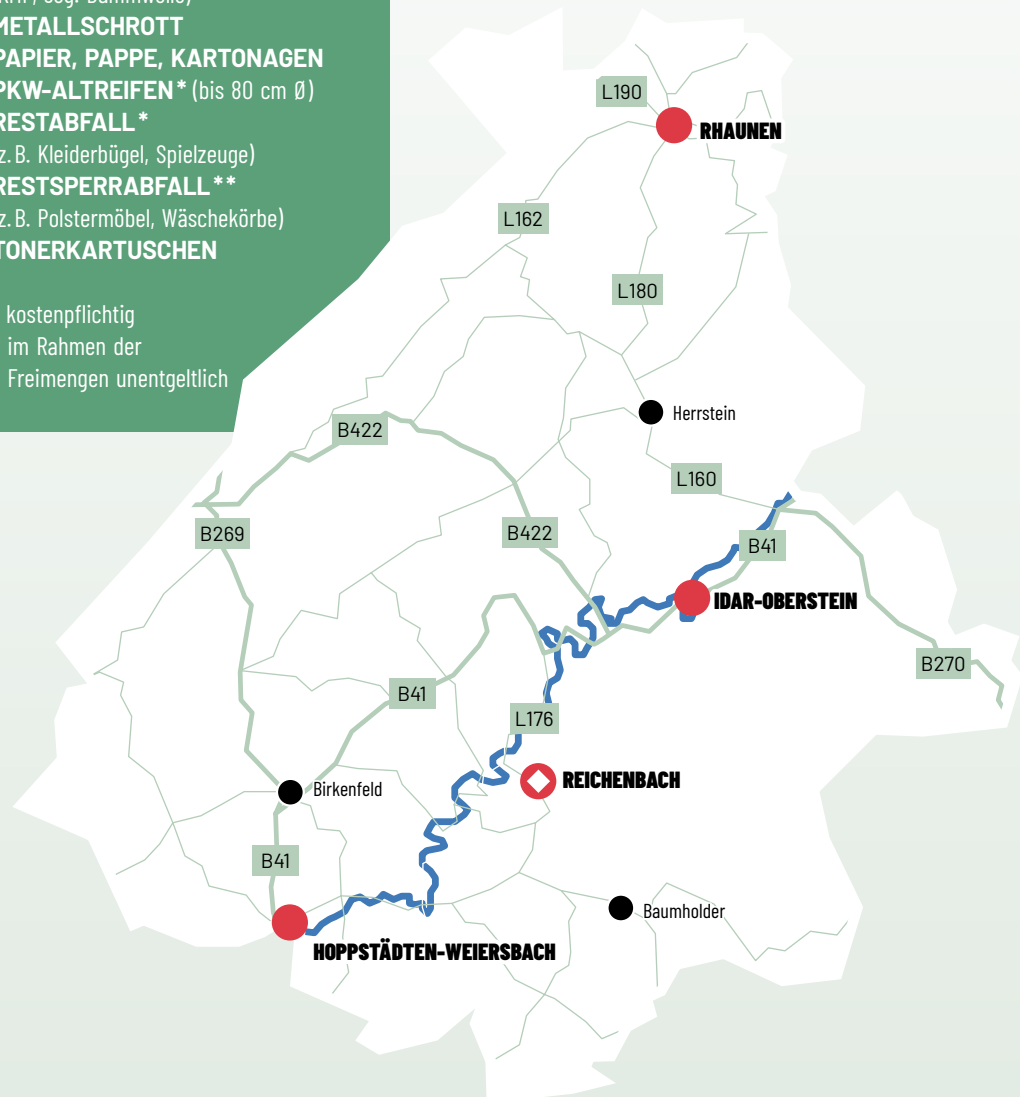 METALLSCHROTT
PAPIER, PAPPE, KARTONAGEN
PKW-ALTREIFEN* (bis 80 cm Ø)
RESTABFALL*
z. B. Kleiderbügel, Spielzeuge)
RESTSPERRABFALL**
z. B. Polstermöbel, Wäschekörbe)
TONERKARTUSCHEN
kostenpflichtig
im Rahmen der
Freimengen unentgeltlich
L190
RHAUNEN
L162
L180
Herrstein
B422
L160
B269
B422
B41
IDAR-OBERSTEIN
B270
B41
L176
REICHENBACH
Birkenfeld
B41
Baumholder
HOPPSTÄDTEN-WEIERSBACH